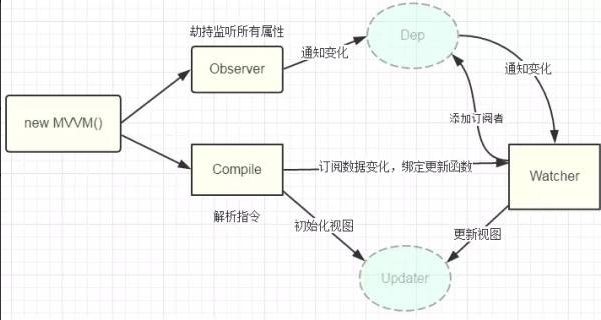 劫持监听所有属性
Observer
通知变化
Dep
通知变化
new MVVM()
添加订阅者
Compile
订阅数据变化，绑定更新函数
Watcher
解析指令
初始化视图
更新视图
Updater